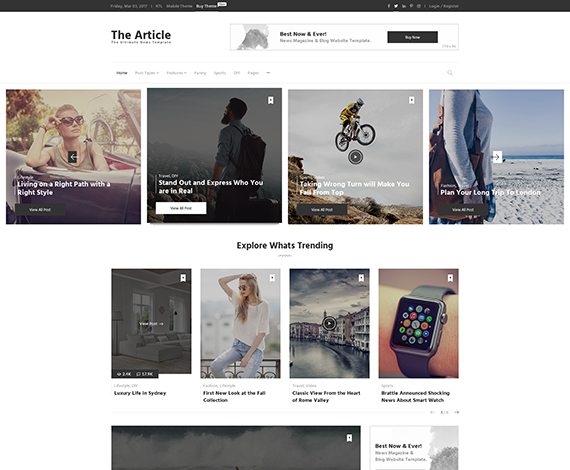 Friday, Mar 03, 2017
RTL
Mobile Theme
Buy Theme
Login / Register
The Article
The Ultimate News Template
Best Now & Ever!
News Magazine & Blog Website Template.
Buy Now
Home
Post Types
Features
Funny
Sports
DIY
Pages
Lifestyle
Living on a Right Path with a
Right Style
View All Post
Travel, DIY
Stand Out and Express Who You
are in Real
View All Post
Sports, Video
Taking Wrong Turn will Make You
Fall From Top
View All Post
Fashion,
Plan Your Long Trip To London
View All Post
Explore Whats Trending
View Post
3.4K
17.9K
Lifestyle, DIY
Luxury Life in Sydney
Fashion, Lifestyle
First New Look at the Fall
Collection
Travel, Video
Classic View From the Heart
of Rome Valley
Sports
Brattle Announced Shocking
News About Smart Watch
Best Now & Ever!
News Magazine &
Blog Website Template.